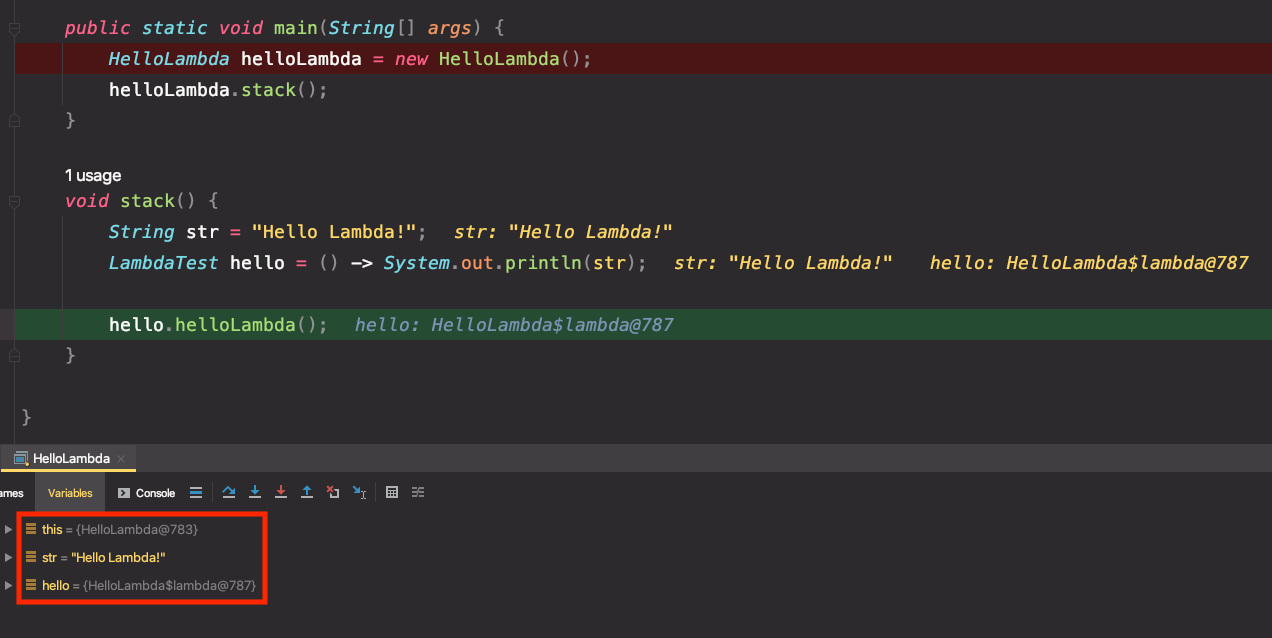 public static void main(String[] args) {
HelloLambda helloLambda = new HelloLambda();
helloLambda.stack();
}
1 usage
void stack() {
String str = "Hello Lambda!"; str: "Hello Lambda!"
LambdaTest hello = () -> System.out.println(str); str: "Hello Lambda!" hello: HelloLambda$lambda@787
hello.helloLambda(); hello: HelloLambda$lambda@787
}
}
HelloLambda ×
ames Variables Console
this = {HelloLambda@783}
str = "Hello Lambda!"
hello = {HelloLambda$lambda@787}